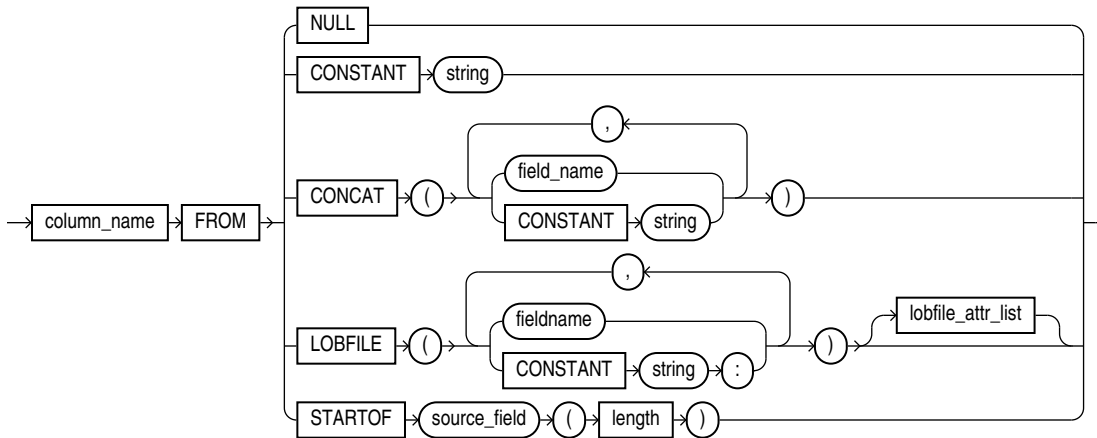 NULL
CONSTANT string
,
field_name
CONCAT ( )
CONSTANT string
column_name FROM
,
fieldname
lobfile_attr_list
LOBFILE ( )
CONSTANT string :
STARTOF source_field ( length )